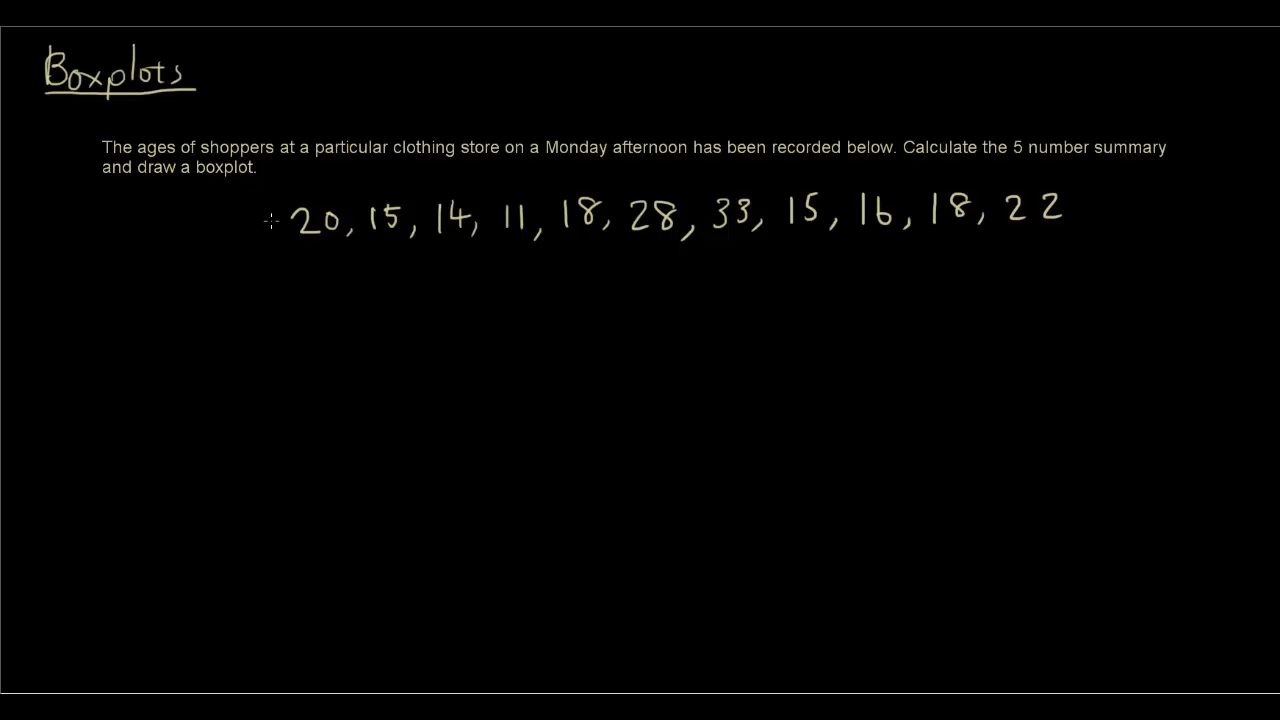 Boxplots
The ages of shoppers at a particular clothing store on a Monday afternoon has been recorded below. Calculate the 5 number summary
and draw a boxplot.
20, 15, 14, 11, 18, 28, 33, 15, 16, 18, 22